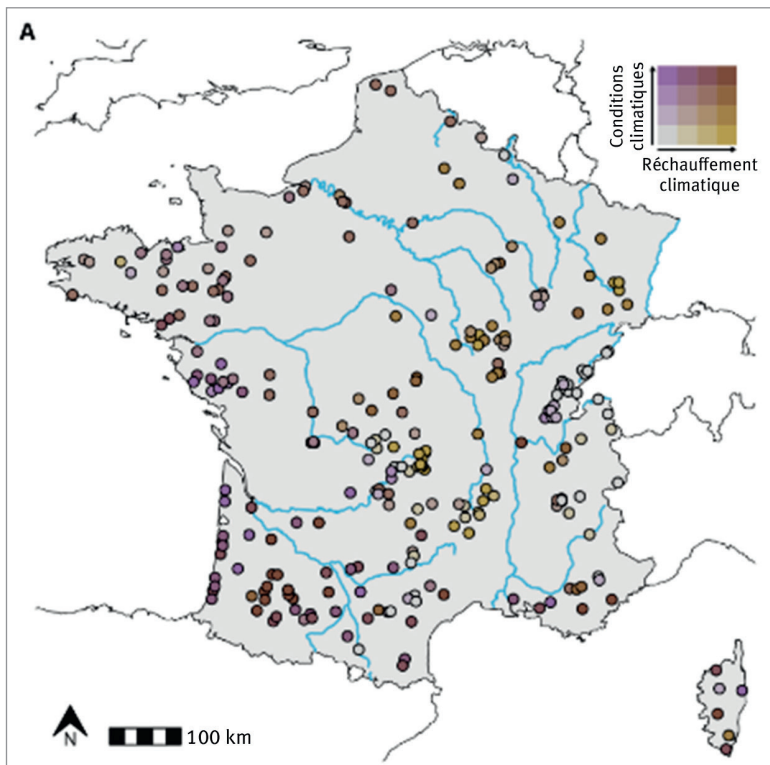 A
Conditions
climatiques
Réchauffement
climatique
N
100 km